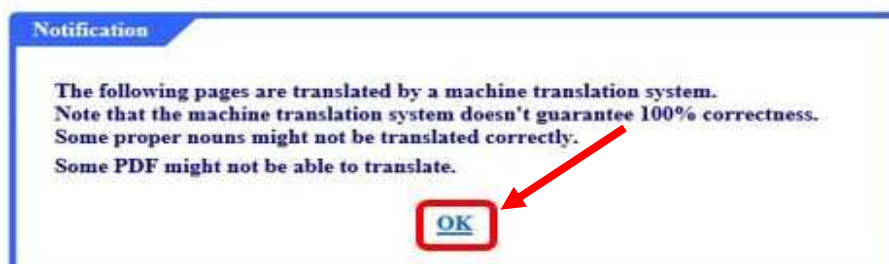 Notification
The following pages are translated by a machine translation system.
Note that the machine translation system doesn't guarantee 100% correctness.
Some proper nouns might not be translated correctly.
Some PDF might not be able to translate.
OK